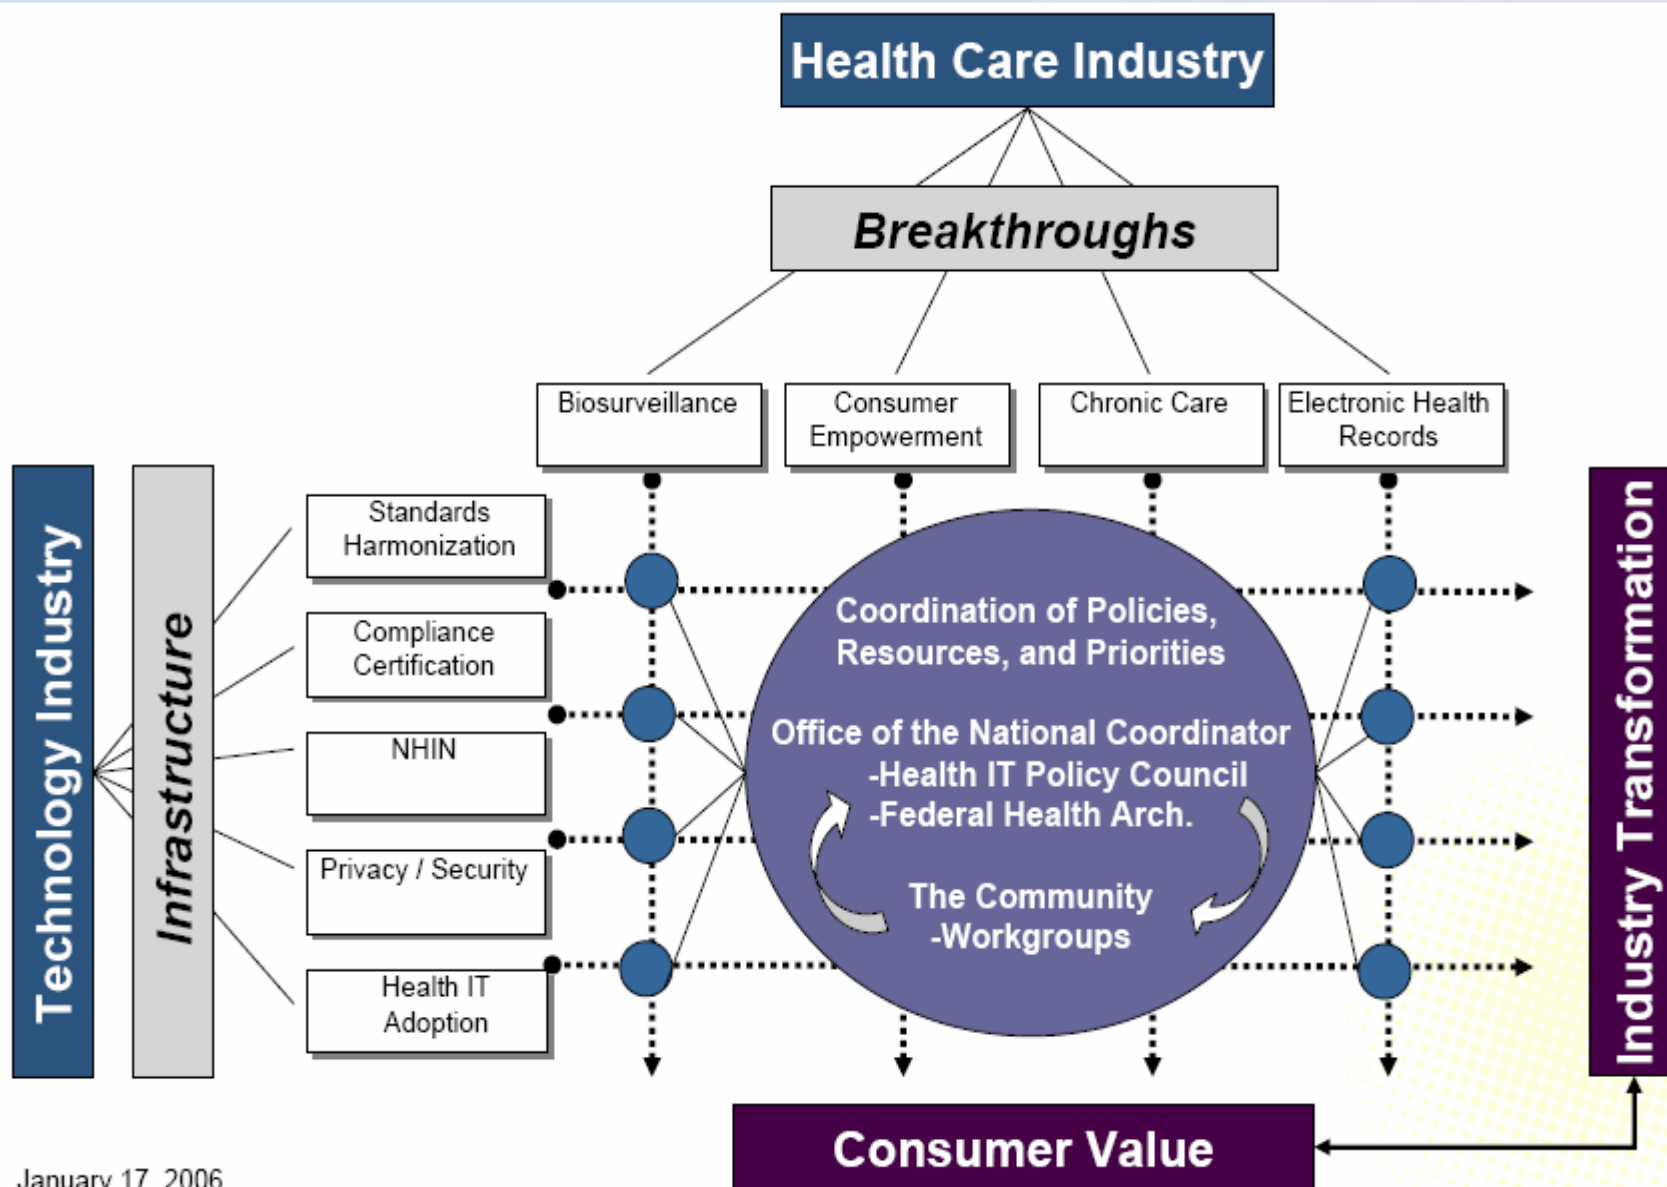 Health Care Industry
Breakthroughs
Biosurveillance
Consumer
Empowerment
Chronic Care
Electronic Health
Records
Technology Industry
Infrastructure
Standards
Harmonization
Compliance
Certification
NHIN
Privacy / Security
Health IT
Adoption
Coordination of Policies,
Resources, and Priorities
Office of the National Coordinator
-Health IT Policy Council
-Federal Health Arch.
The Community
-Workgroups
Industry Transformation
Consumer Value
January 17, 2006